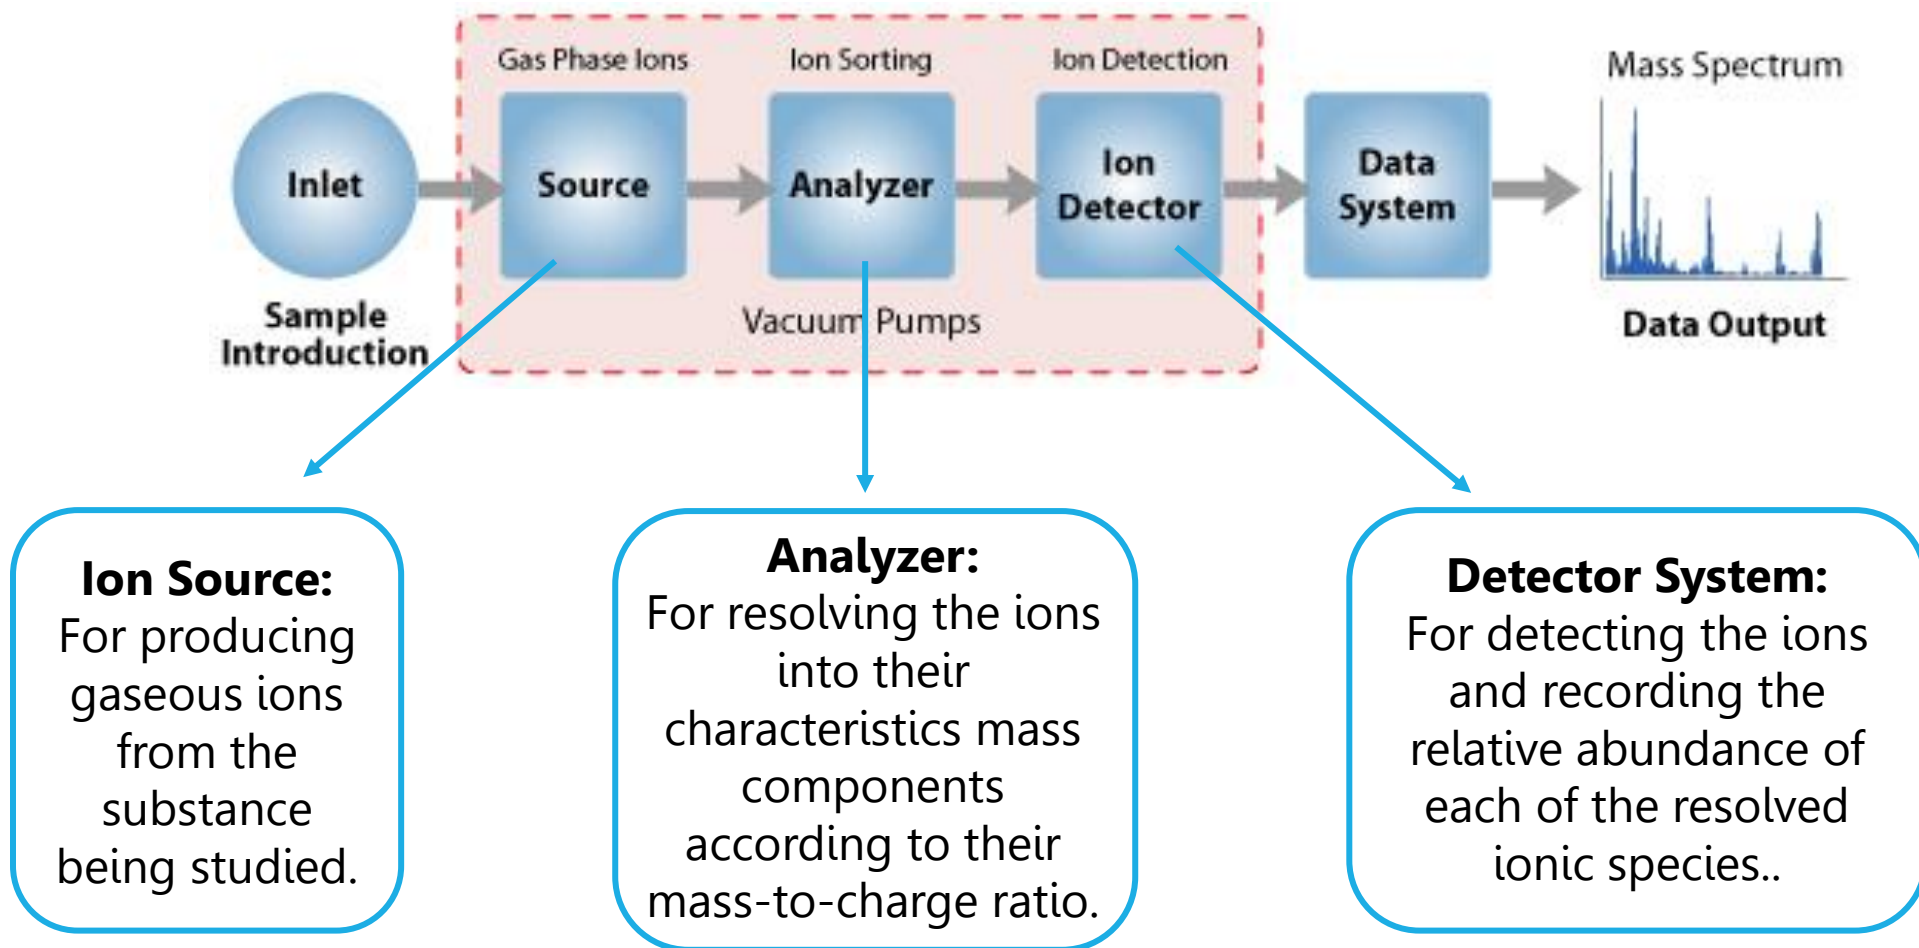 Gas Phase Ions
Ion Sorting
Ion Detection
Mass Spectrum
Inlet
Source
Analyzer
Ion
Detector
Data
System
Sample
Introduction
Vacuum Pumps
Data Output
Ion Source:
For producing
gaseous ions
from the
substance
being studied.
Analyzer:
For resolving the ions
into their
characteristics mass
components
according to their
mass-to-charge ratio.
Detector System:
For detecting the ions
and recording the
relative abundance of
each of the resolved
ionic species..